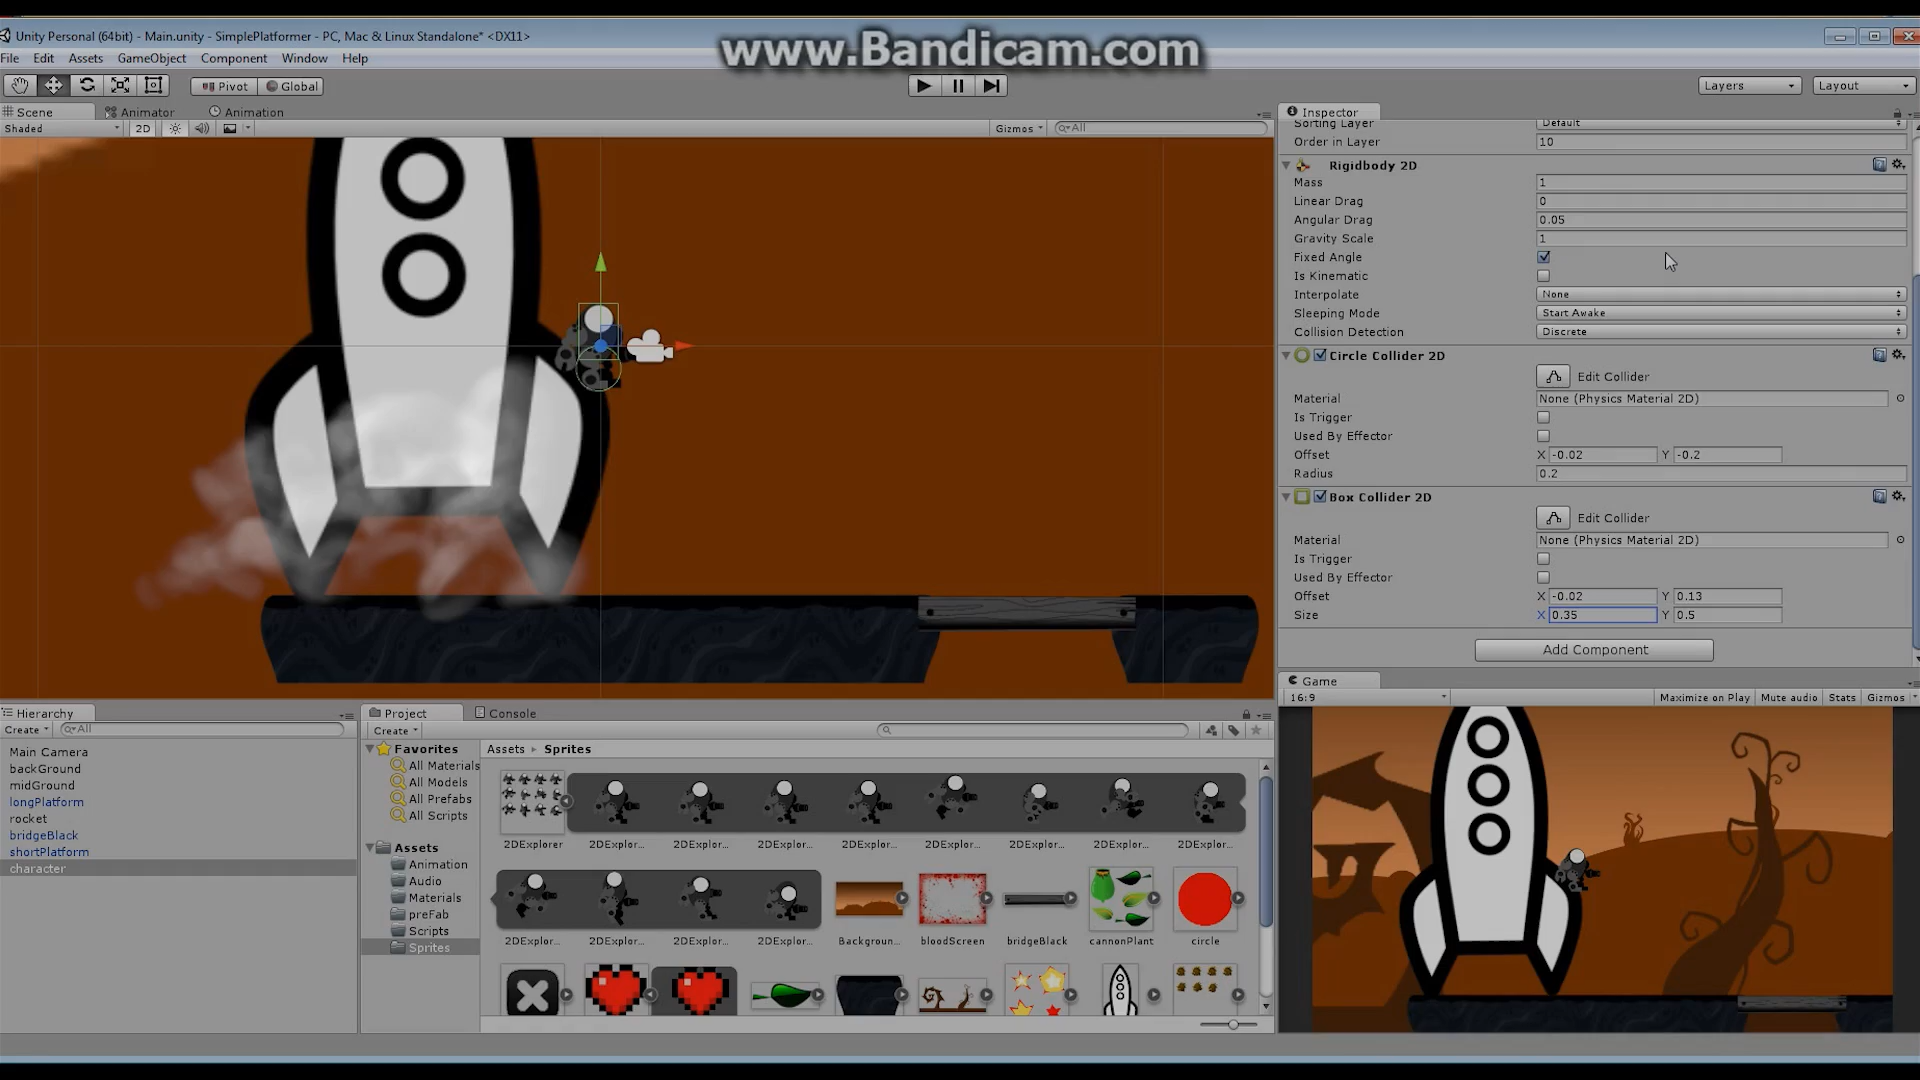 www.Bandicam.com
Unity Personal (64bit) - Main.unity - SimplePlatformer - PC, Mac & Linux Standalone* <DX11>
File Edit Assets GameObject Component Window Help
Pivot Global Layers Layout
Scene Animator Animation
Shaded 2D Gizmos All
Inspector
Sorting Layer Default
Order in Layer 10
Rigidbody 2D
Mass 1
Linear Drag 0
Angular Drag 0.05
Gravity Scale 1
Fixed Angle
Is Kinematic
Interpolate None
Sleeping Mode Start Awake
Collision Detection Discrete
Circle Collider 2D
Edit Collider
Material None (Physics Material 2D)
Is Trigger
Used By Effector
Offset X -0.02 Y -0.2
Radius 0.2
Box Collider 2D
Edit Collider
Material None (Physics Material 2D)
Is Trigger
Used By Effector
Offset X -0.02 Y 0.13
Size X 0.35 Y 0.5
Add Component
Game
16:9 Maximize on Play Mute audio Stats Gizmos
Hierarchy
Create All
Main Camera
backGround
midGround
longPlatform
rocket
bridgeBlack
shortPlatform
character
Project Console
Create
Favorites
All Materials
All Models
All Prefabs
All Scripts
Assets
Animation
Audio
Materials
preFab
Scripts
Sprites
Assets Sprites
2DExplorer 2DExplor... 2DExplor... 2DExplor... 2DExplor... 2DExplor... 2DExplor... 2DExplor... 2DExplor...
2DExplor... 2DExplor... 2DExplor... 2DExplor... Backgroun... bloodScreen bridgeBlack cannonPlant circle